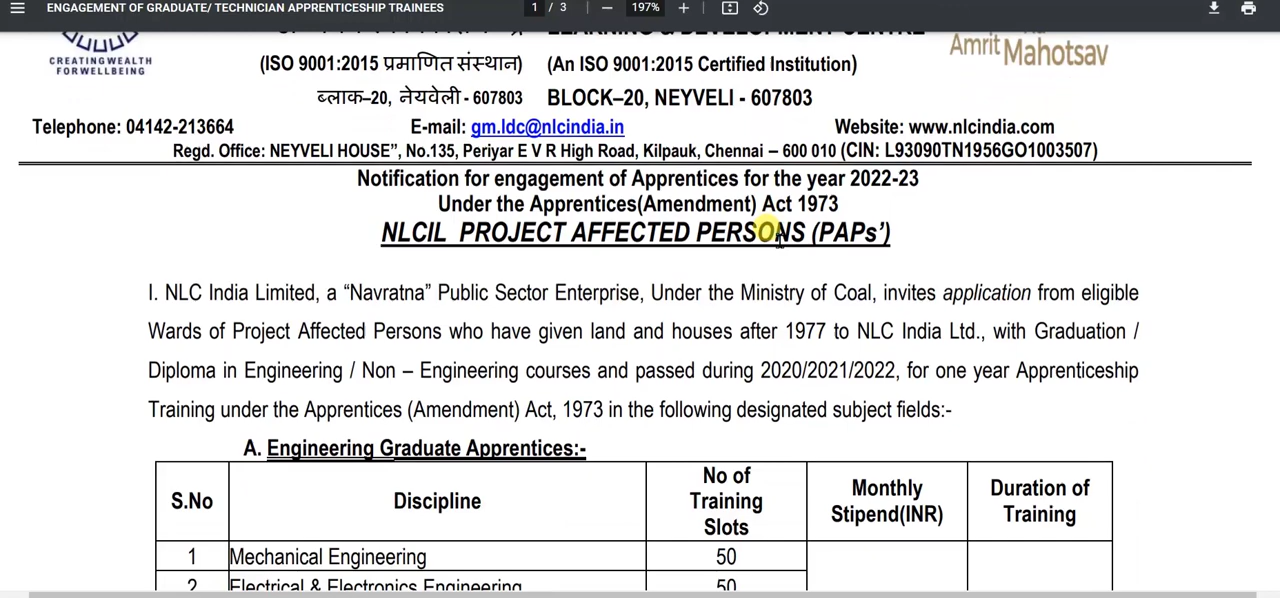 ENGAGEMENT OF GRADUATE/ TECHNICIAN APPRENTICESHIP TRAINEES
1 / 3
197%
LEARNING & DEVELOPMENT CENTRE
CREATING WEALTH
FOR WELLBEING
(ISO 9001:2015 प्रमाणित संस्थान) (An ISO 9001:2015 Certified Institution)
Amrit Mahotsav
ब्लाक–20, नेयवेली - 607803 BLOCK–20, NEYVELI - 607803
Telephone: 04142-213664 E-mail: gm.ldc@nlcindia.in Website: www.nlcindia.com
Regd. Office: NEYVELI HOUSE”, No.135, Periyar E V R High Road, Kilpauk, Chennai – 600 010 (CIN: L93090TN1956GO1003507)
Notification for engagement of Apprentices for the year 2022-23
Under the Apprentices(Amendment) Act 1973
NLCIL PROJECT AFFECTED PERSONS (PAPs’)
I. NLC India Limited, a “Navratna” Public Sector Enterprise, Under the Ministry of Coal, invites application from eligible
Wards of Project Affected Persons who have given land and houses after 1977 to NLC India Ltd., with Graduation /
Diploma in Engineering / Non – Engineering courses and passed during 2020/2021/2022, for one year Apprenticeship
Training under the Apprentices (Amendment) Act, 1973 in the following designated subject fields:-
A. Engineering Graduate Apprentices:-
S.No
Discipline
No of
Training
Slots
Monthly
Stipend(INR)
Duration of
Training
1 Mechanical Engineering 50
2 Electrical & Electronics Engineering 50